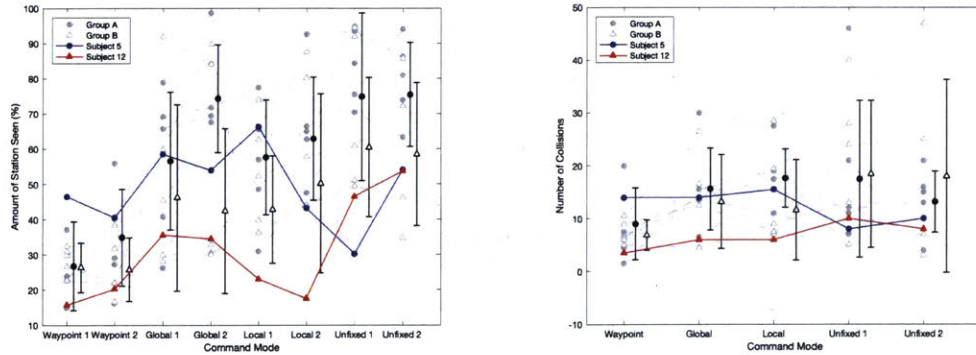 100
90
80
70
60
50
40
30
20
10
Amount of Station Seen (%)
Group A
Group B
Subject 5
Subject 12
Waypoint 1 Waypoint 2 Global 1 Global 2 Local 1 Local 2 Unfixed 1 Unfixed 2
Command Mode
50
40
30
20
10
0
-10
Number of Collisions
Group A
Group B
Subject 5
Subject 12
Waypoint Global Local Unfixed 1 Unfixed 2
Command Mode